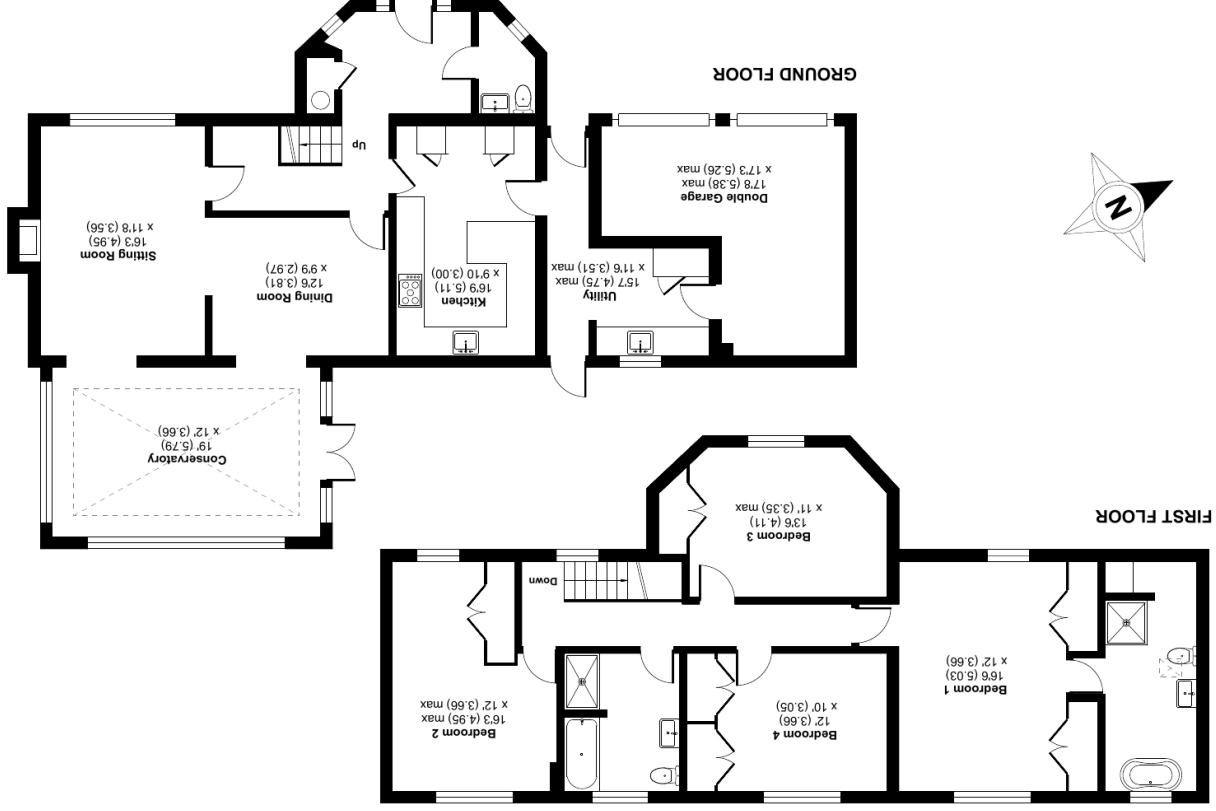 GROUND FLOOR
Up
Double Garage
17'8 (5.38) max
x 17'3 (5.26) max
N
Sitting Room
16'3 (4.95)
x 11'8 (3.56)
Dining Room
12'6 (3.81)
x 9'9 (2.97)
Kitchen
16'9 (5.11)
x 9'10 (3.00)
Utility
15'7 (4.75) max
x 11'6 (3.51) max
Conservatory
19' (5.79)
x 12' (3.66)
FIRST FLOOR
Bedroom 3
13'6 (4.11)
x 11' (3.35) max
Down
Bedroom 2
16'3 (4.95) max
x 12' (3.66) max
Bedroom 4
12' (3.66)
x 10' (3.05)
Bedroom 1
16'6 (5.03)
x 12' (3.66)